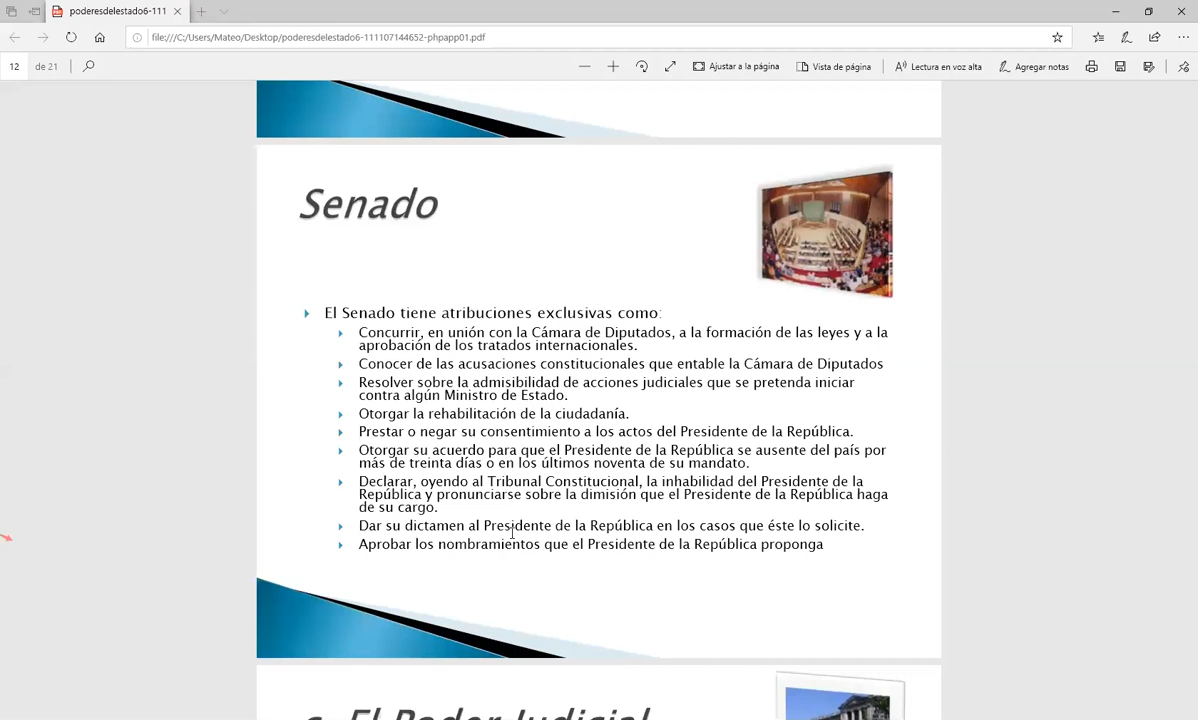 poderesdelestado6-111
file:///C:/Users/Mateo/Desktop/poderesdelestado6-111107144652-phpapp01.pdf
12 de 21 Ajustar a la página Vista de página Lectura en voz alta Agregar notas
Senado
El Senado tiene atribuciones exclusivas como:
Concurrir, en unión con la Cámara de Diputados, a la formación de las leyes y a la
aprobación de los tratados internacionales.
Conocer de las acusaciones constitucionales que entable la Cámara de Diputados
Resolver sobre la admisibilidad de acciones judiciales que se pretenda iniciar
contra algún Ministro de Estado.
Otorgar la rehabilitación de la ciudadanía.
Prestar o negar su consentimiento a los actos del Presidente de la República.
Otorgar su acuerdo para que el Presidente de la República se ausente del país por
más de treinta días o en los últimos noventa de su mandato.
Declarar, oyendo al Tribunal Constitucional, la inhabilidad del Presidente de la
República y pronunciarse sobre la dimisión que el Presidente de la República haga
de su cargo.
Dar su dictamen al Presidente de la República en los casos que éste lo solicite.
Aprobar los nombramientos que el Presidente de la República proponga
c. El Poder Judicial